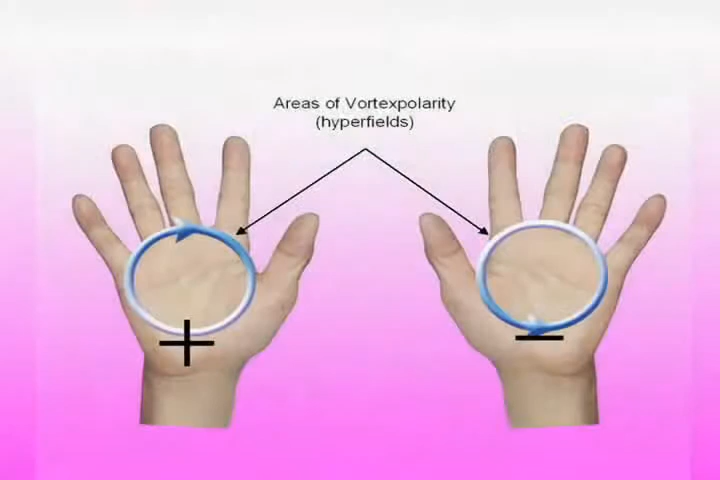 Areas of Vortexpolarity
(hyperfields)
+
−